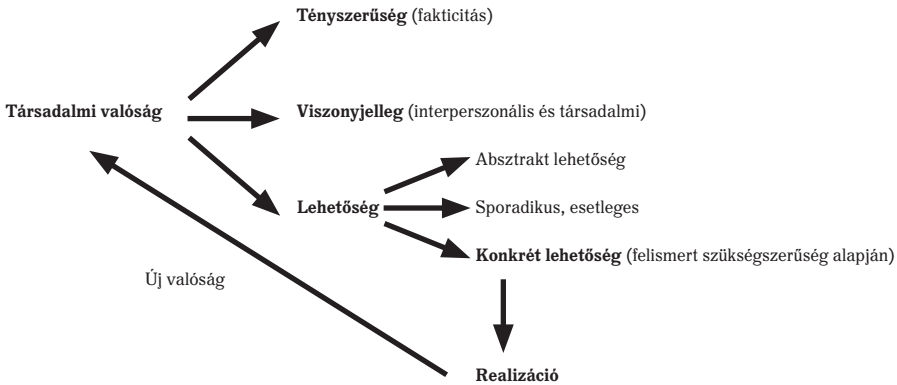 Tényszerűség (fakticitás)
Társadalmi valóság
Viszonyjelleg (interperszonális és társadalmi)
Absztrakt lehetőség
Lehetőség
Sporadikus, esetleges
Konkrét lehetőség (felismert szükségszerűség alapján)
Új valóság
Realizáció